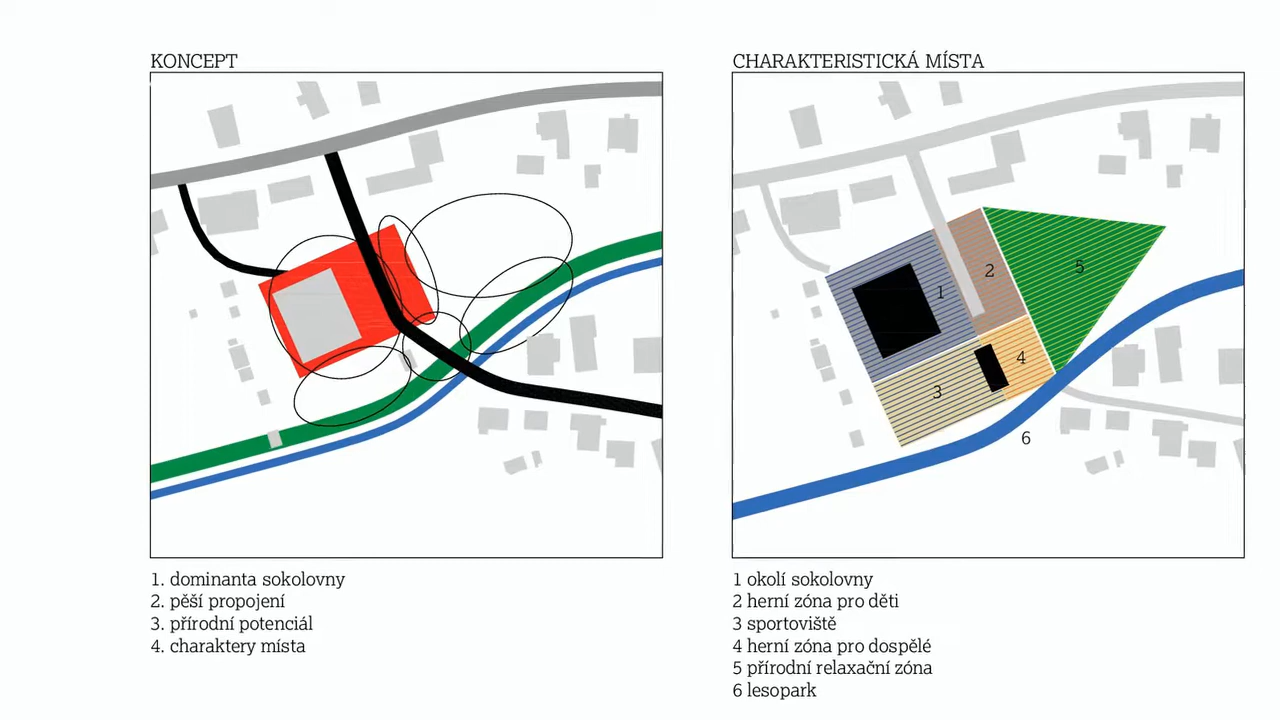 KONCEPT
1. dominanta sokolovny
2. pěší propojení
3. přírodní potenciál
4. charaktery místa
CHARAKTERISTICKÁ MÍSTA
1
2
3
4
5
6
1 okolí sokolovny
2 herní zóna pro děti
3 sportoviště
4 herní zóna pro dospělé
5 přírodní relaxační zóna
6 lesopark